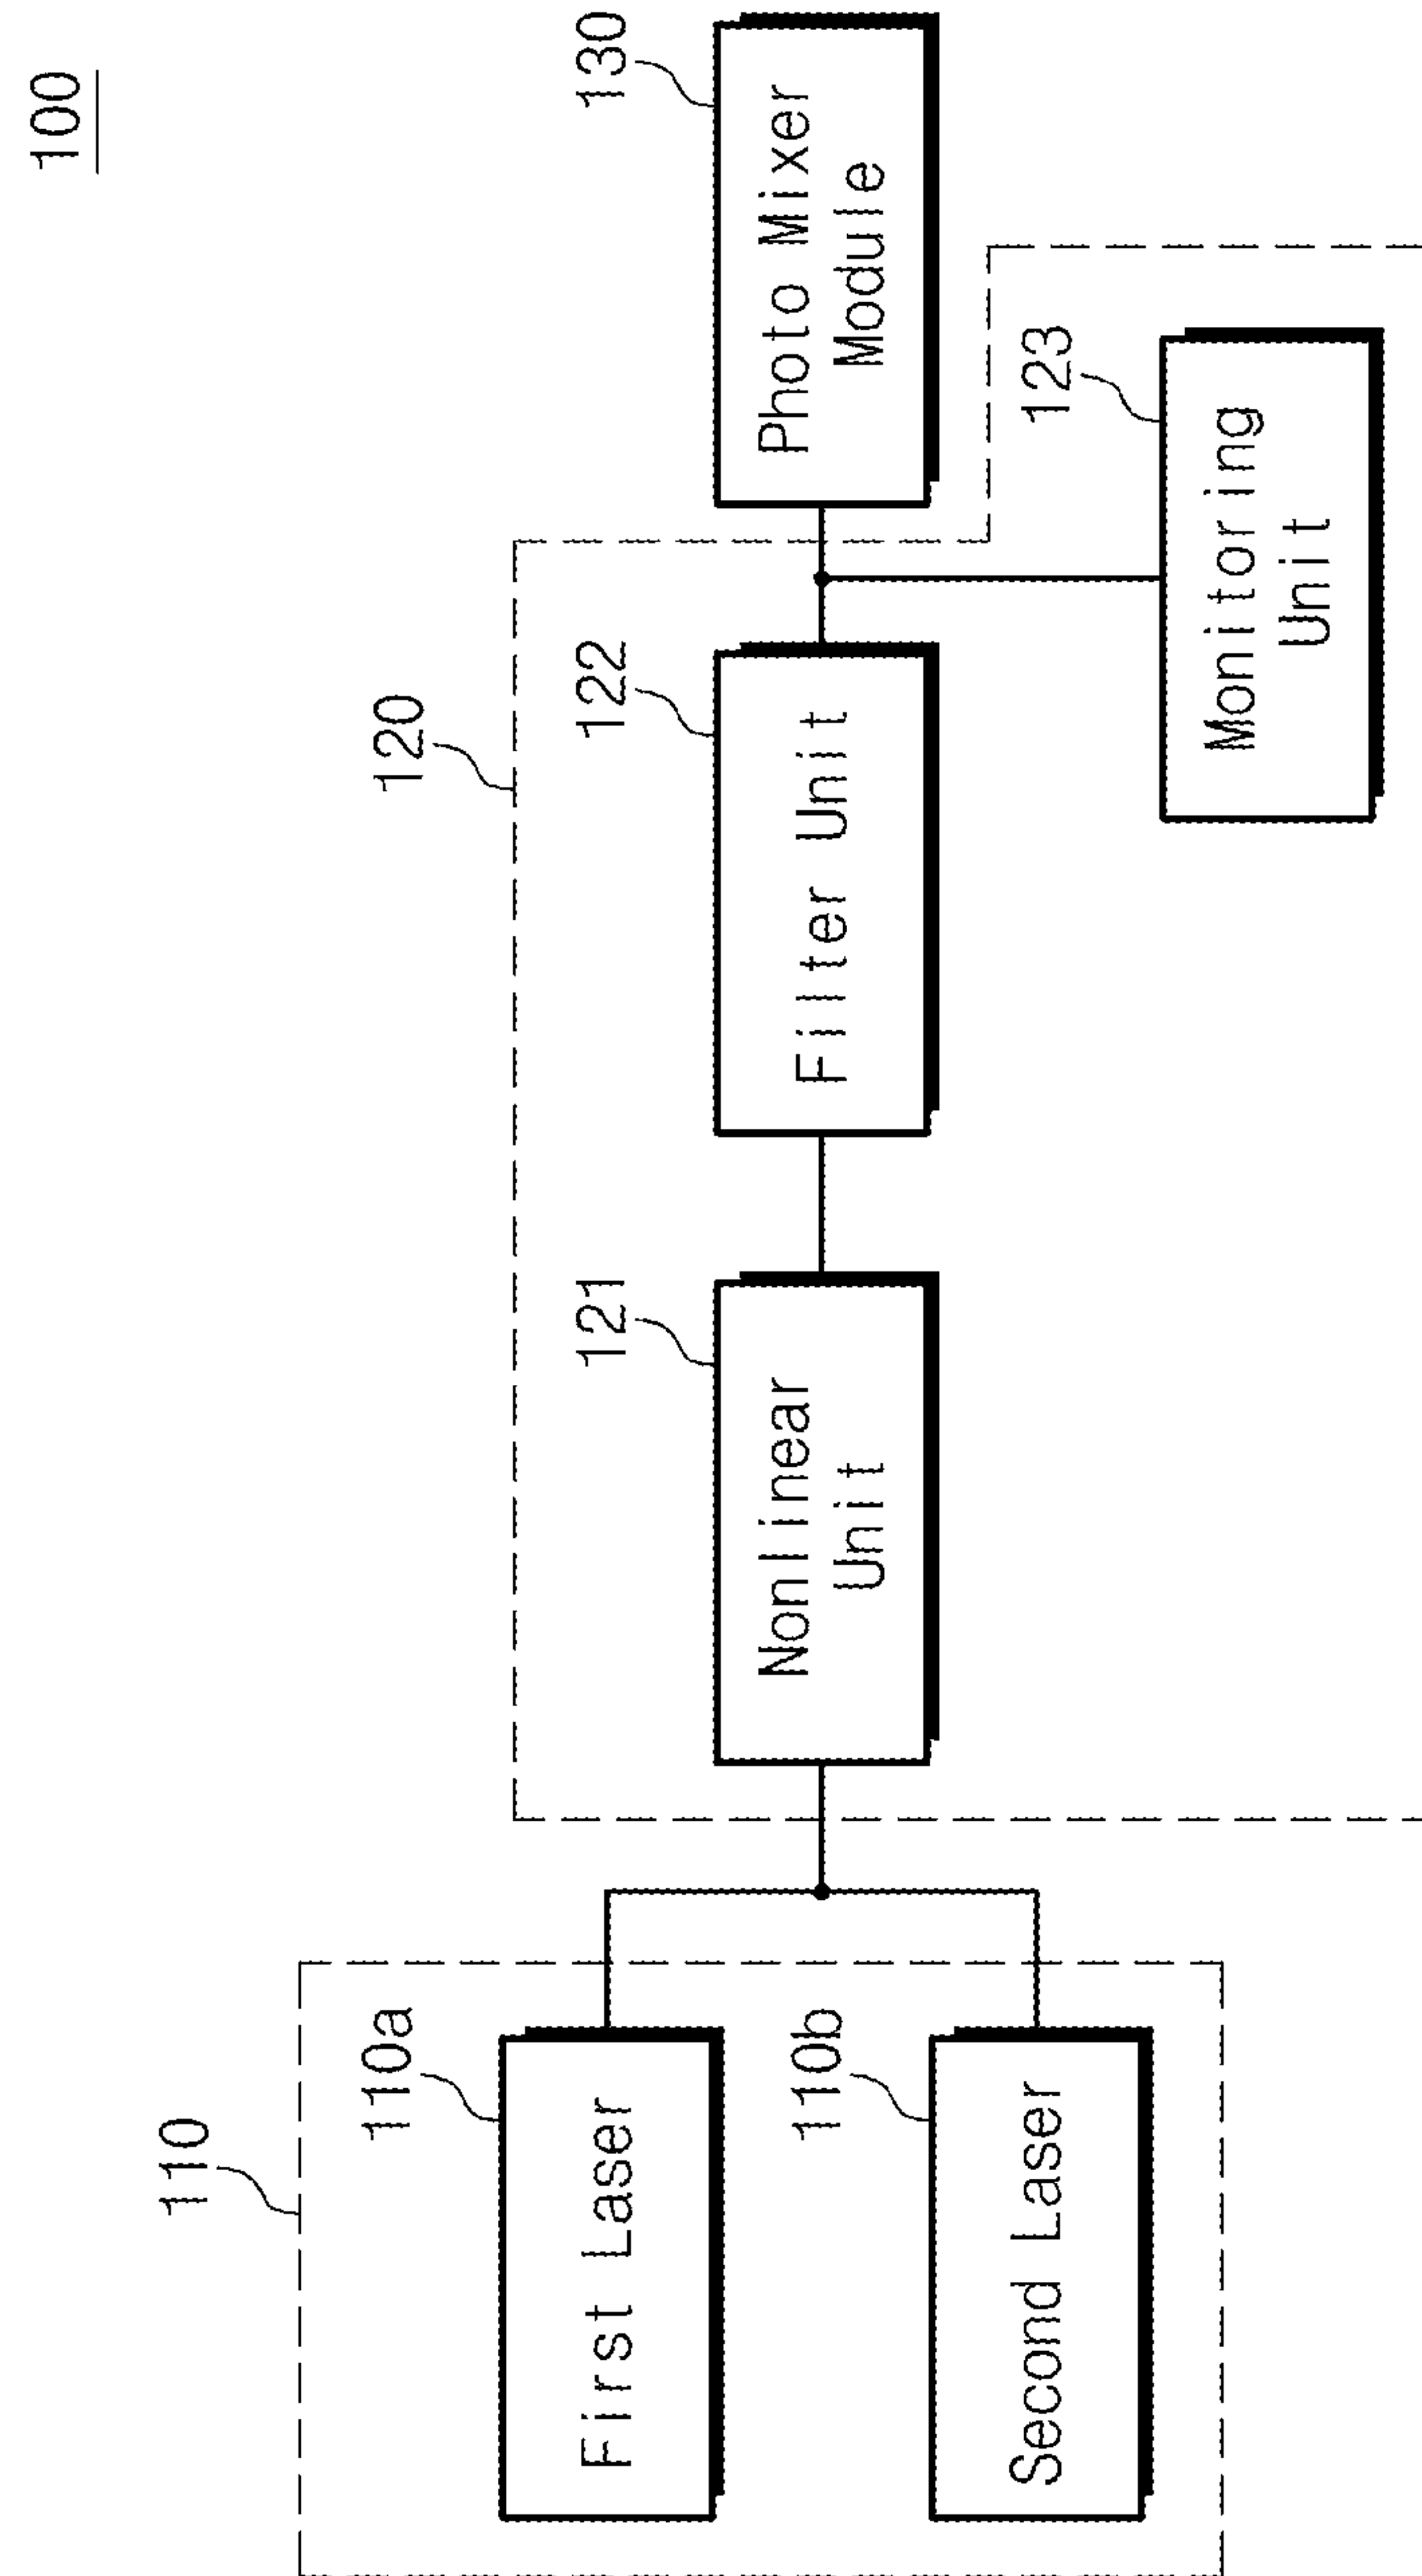 100
110
110a
First Laser
110b
Second Laser
120
121
Nonlinear
Unit
122
Filter Unit
123
Monitoring
Unit
130
Photo Mixer
Module